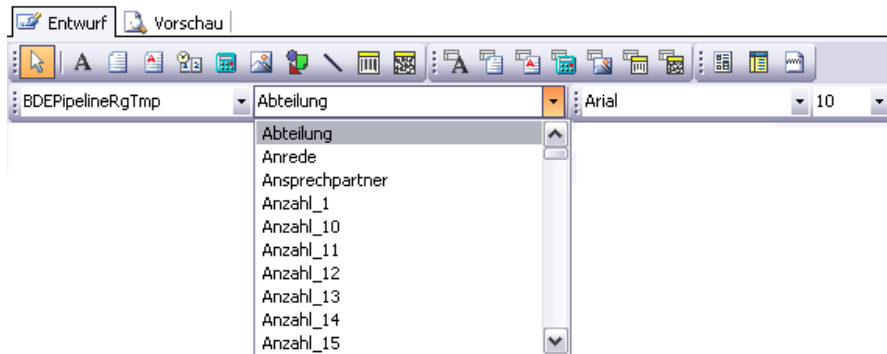 Entwurf Vorschau
BDEPipelineRgTmp Abteilung Arial 10
Abteilung
Anrede
Ansprechpartner
Anzahl_1
Anzahl_10
Anzahl_11
Anzahl_12
Anzahl_13
Anzahl_14
Anzahl_15